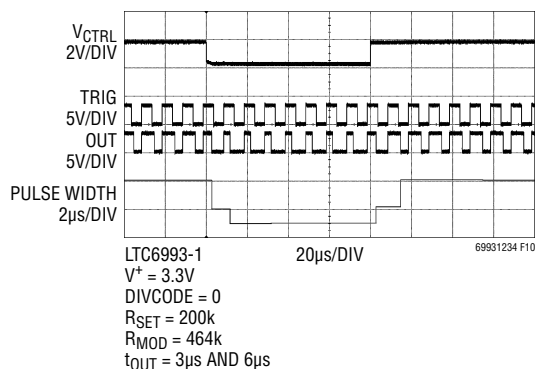 VCTRL
2V/DIV
TRIG
5V/DIV
OUT
5V/DIV
PULSE WIDTH
2µs/DIV
LTC6993-1
20µs/DIV
69931234 F10
V+ = 3.3V
DIVCODE = 0
RSET = 200k
RMOD = 464k
tOUT = 3µs AND 6µs